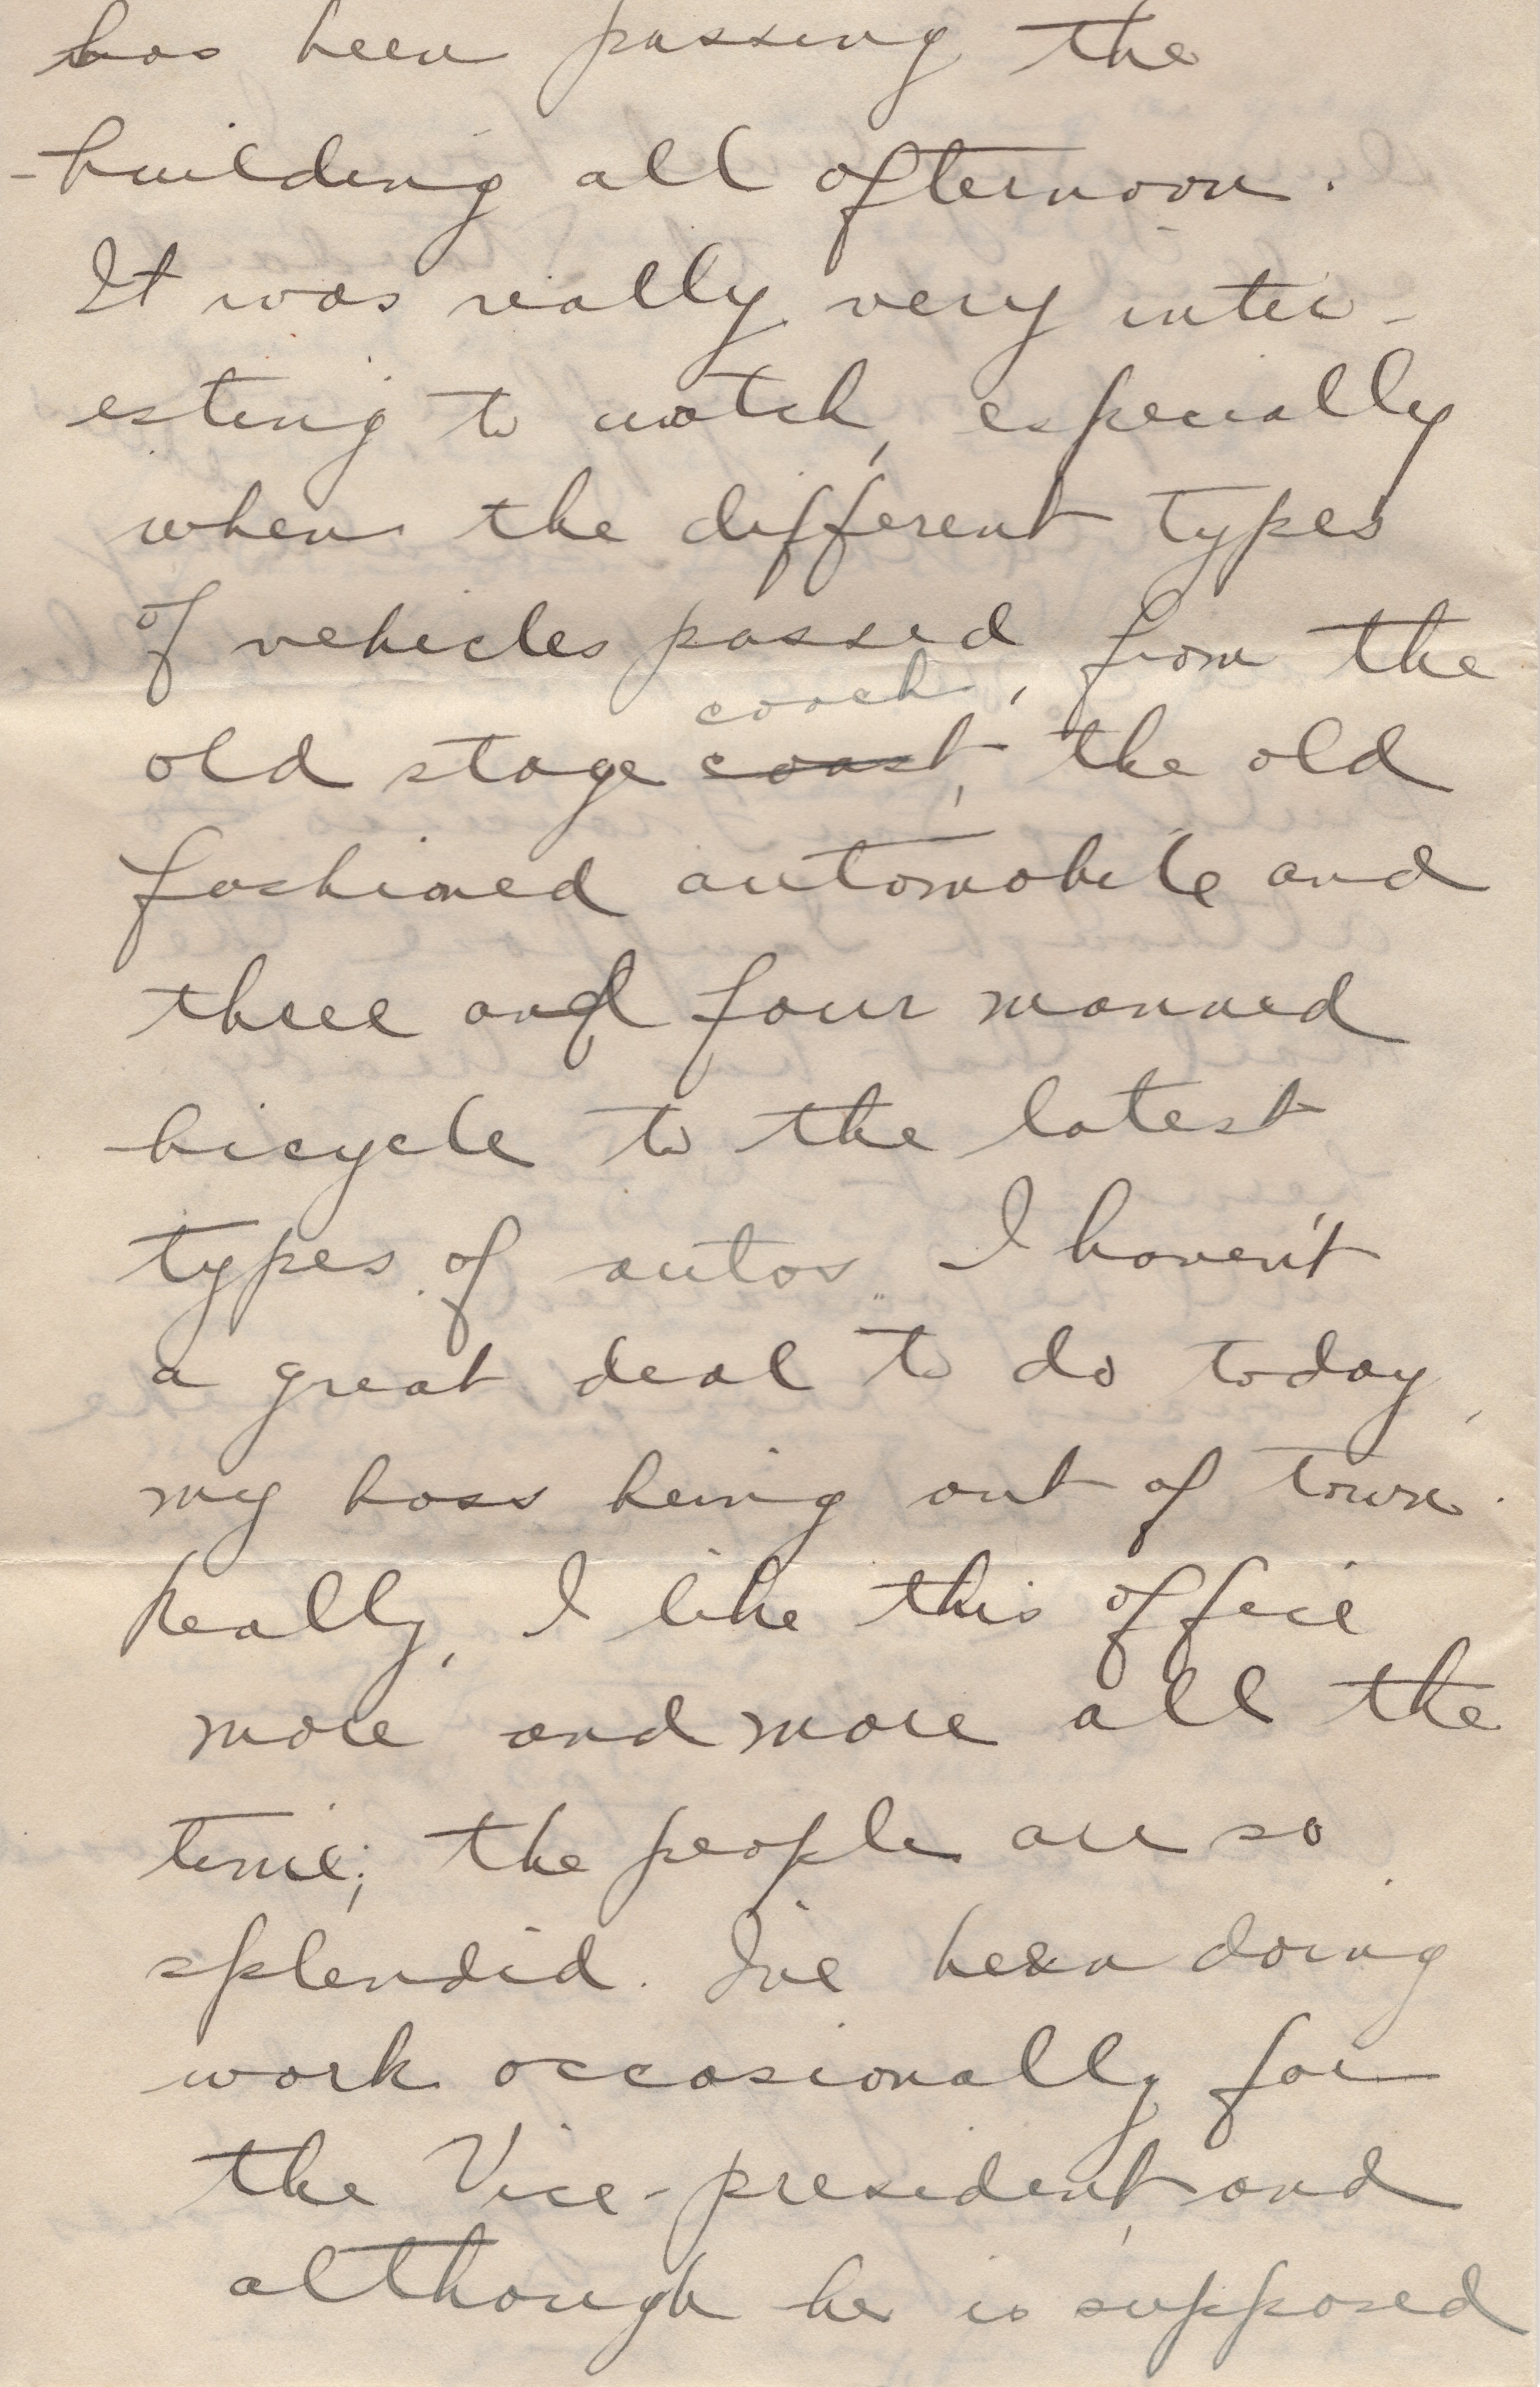 has been passing the
building all afternoon.
It was really very inter-
esting to watch, especially
when the different types
of vehicles passed, from the
coach
old stage coast, the old
fashioned automobile and
three and four manned
bicycle to the latest
types of autos. I haven't
a great deal to do today,
my boss being out of town.
Really, I like this office
more and more all the
time; the people are so
splendid. I've been doing
work occasionally for
the Vice-president, and
although he is supposed